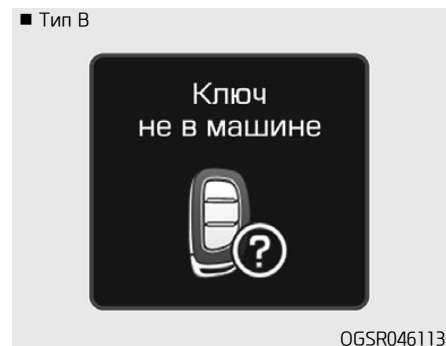 ■ Тип B
Ключ
не в машине
?
OGSR046113